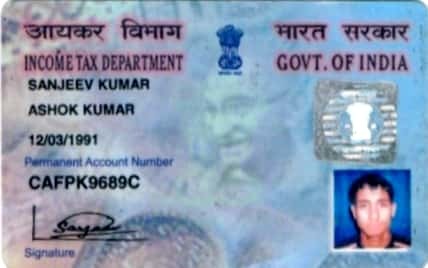 आयकर विभाग
भारत सरकार
INCOME TAX DEPARTMENT
GOVT. OF INDIA
SANJEEV KUMAR
ASHOK KUMAR
12/03/1991
Permanent Account Number
CAFPK9689C
Signature